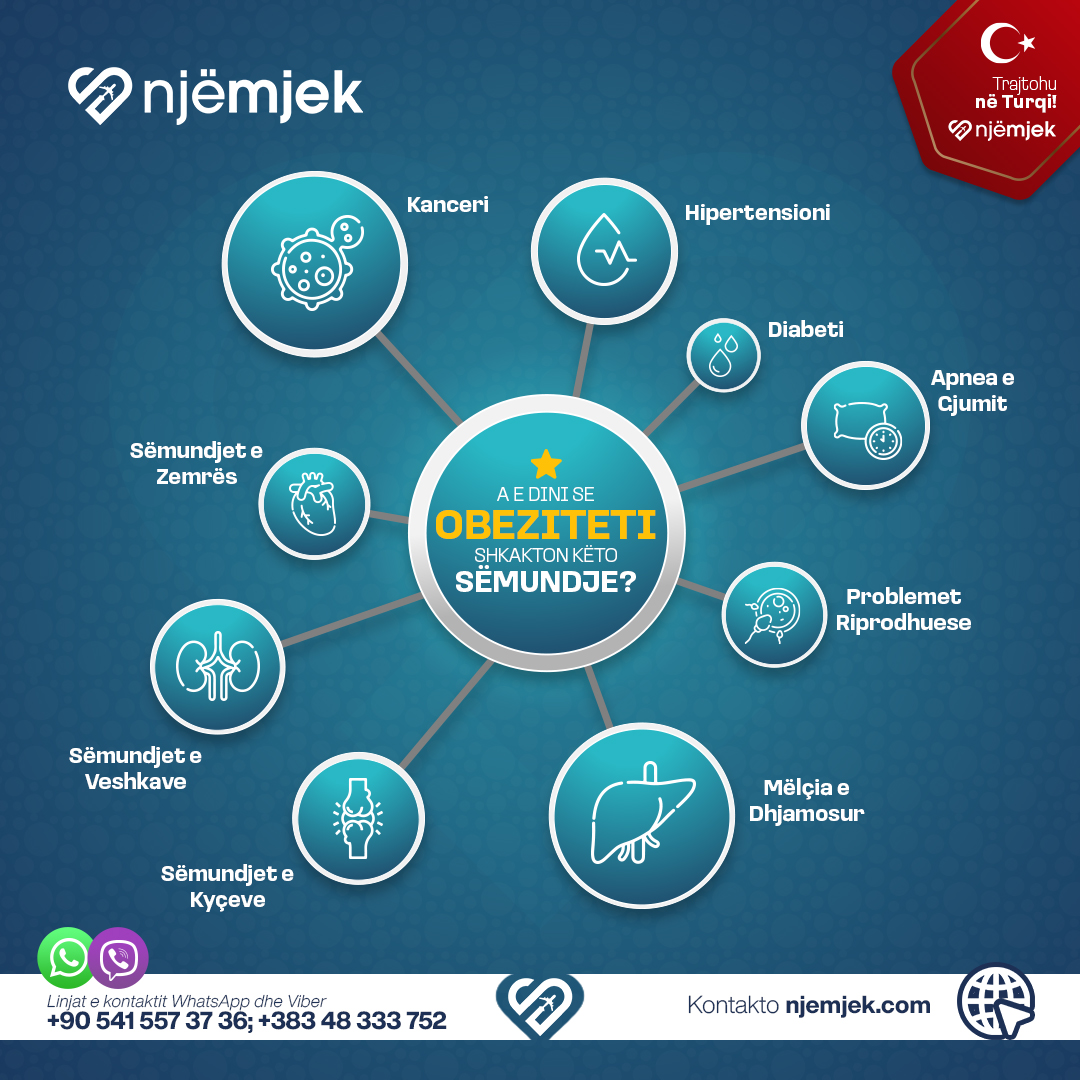 njëmjek
Trajtohu
në Turqi!
njëmjek
Kanceri
Hipertensioni
Diabeti
Apnea e
Gjumit
Sëmundjet e
Zemrës
A E DINI SE
OBEZITETI
SHKAKTON KËTO
SËMUNDJE?
Problemet
Riprodhuese
Sëmundjet e
Veshkave
Mëlçia e
Dhjamosur
Sëmundjet e
Kyçeve
Linjat e kontaktit WhatsApp dhe Viber
+90 541 557 37 36; +383 48 333 752
Kontakto njemjek.com